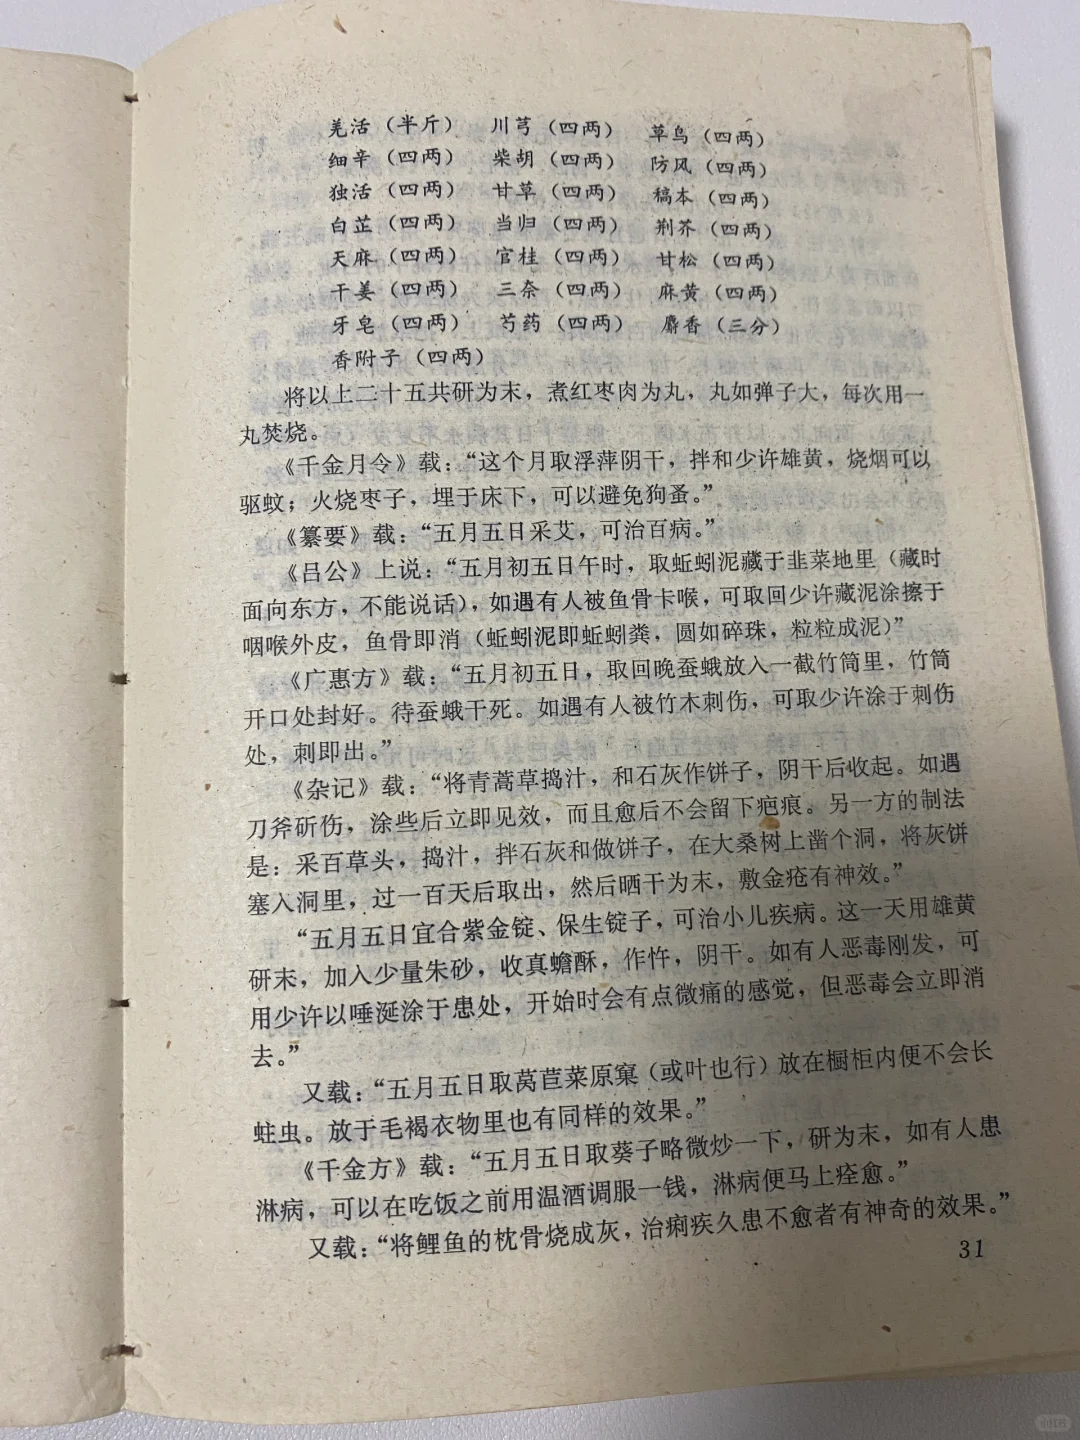 羌活（半斤） 川芎（四两） 草乌（四两）
细辛（四两） 柴胡（四两） 防风（四两）
独活（四两） 甘草（四两） 稿本（四两）
白芷（四两） 当归（四两） 荆芥（四两）
天麻（四两） 官桂（四两） 甘松（四两）
干姜（四两） 三奈（四两） 麻黄（四两）
牙皂（四两） 芍药（四两） 麝香（三分）
香附子（四两）
将以上二十五共研为末，煮红枣肉为丸，丸如弹子大，每次用一
丸焚烧。
《千金月令》载：“这个月取浮萍阴干，拌和少许雄黄，烧烟可以
驱蚊；火烧枣子，埋于床下，可以避免狗蚤。”
《纂要》载：“五月五日采艾，可治百病。”
《吕公》上说：“五月初五日午时，取蚯蚓泥藏于韭菜地里（藏时
面向东方，不能说话），如遇有人被鱼骨卡喉，可取回少许藏泥涂擦于
咽喉外皮，鱼骨即消（蚯蚓泥即蚯蚓粪，圆如碎珠，粒粒成泥）”
《广惠方》载：“五月初五日，取回晚蚕蛾放入一截竹筒里，竹筒
开口处封好。待蚕蛾干死。如遇有人被竹木刺伤，可取少许涂于刺伤
处，刺即出。”
《杂记》载：“将青蒿草捣汁，和石灰作饼子，阴干后收起。如遇
刀斧斫伤，涂些后立即见效，而且愈后不会留下疤痕。另一方的制法
是：采百草头，捣汁，拌石灰和做饼子，在大桑树上凿个洞，将灰饼
塞入洞里，过一百天后取出，然后晒干为末，敷金疮有神效。”
“五月五日宜合紫金锭、保生锭子，可治小儿疾病。这一天用雄黄
研末，加入少量朱砂，收真蟾酥，作忤，阴干。如有人恶毒刚发，可
用少许以唾涎涂于患处，开始时会有点微痛的感觉，但恶毒会立即消
去。”
又载：“五月五日取莴苣菜原窠（或叶也行）放在橱柜内便不会长
蛀虫。放于毛褐衣物里也有同样的效果。”
《千金方》载：“五月五日取葵子略微炒一下，研为末，如有人患
淋病，可以在吃饭之前用温酒调服一钱，淋病便马上痊愈。”
又载：“将鲤鱼的枕骨烧成灰，治痢疾久患不愈者有神奇的效果。”
31